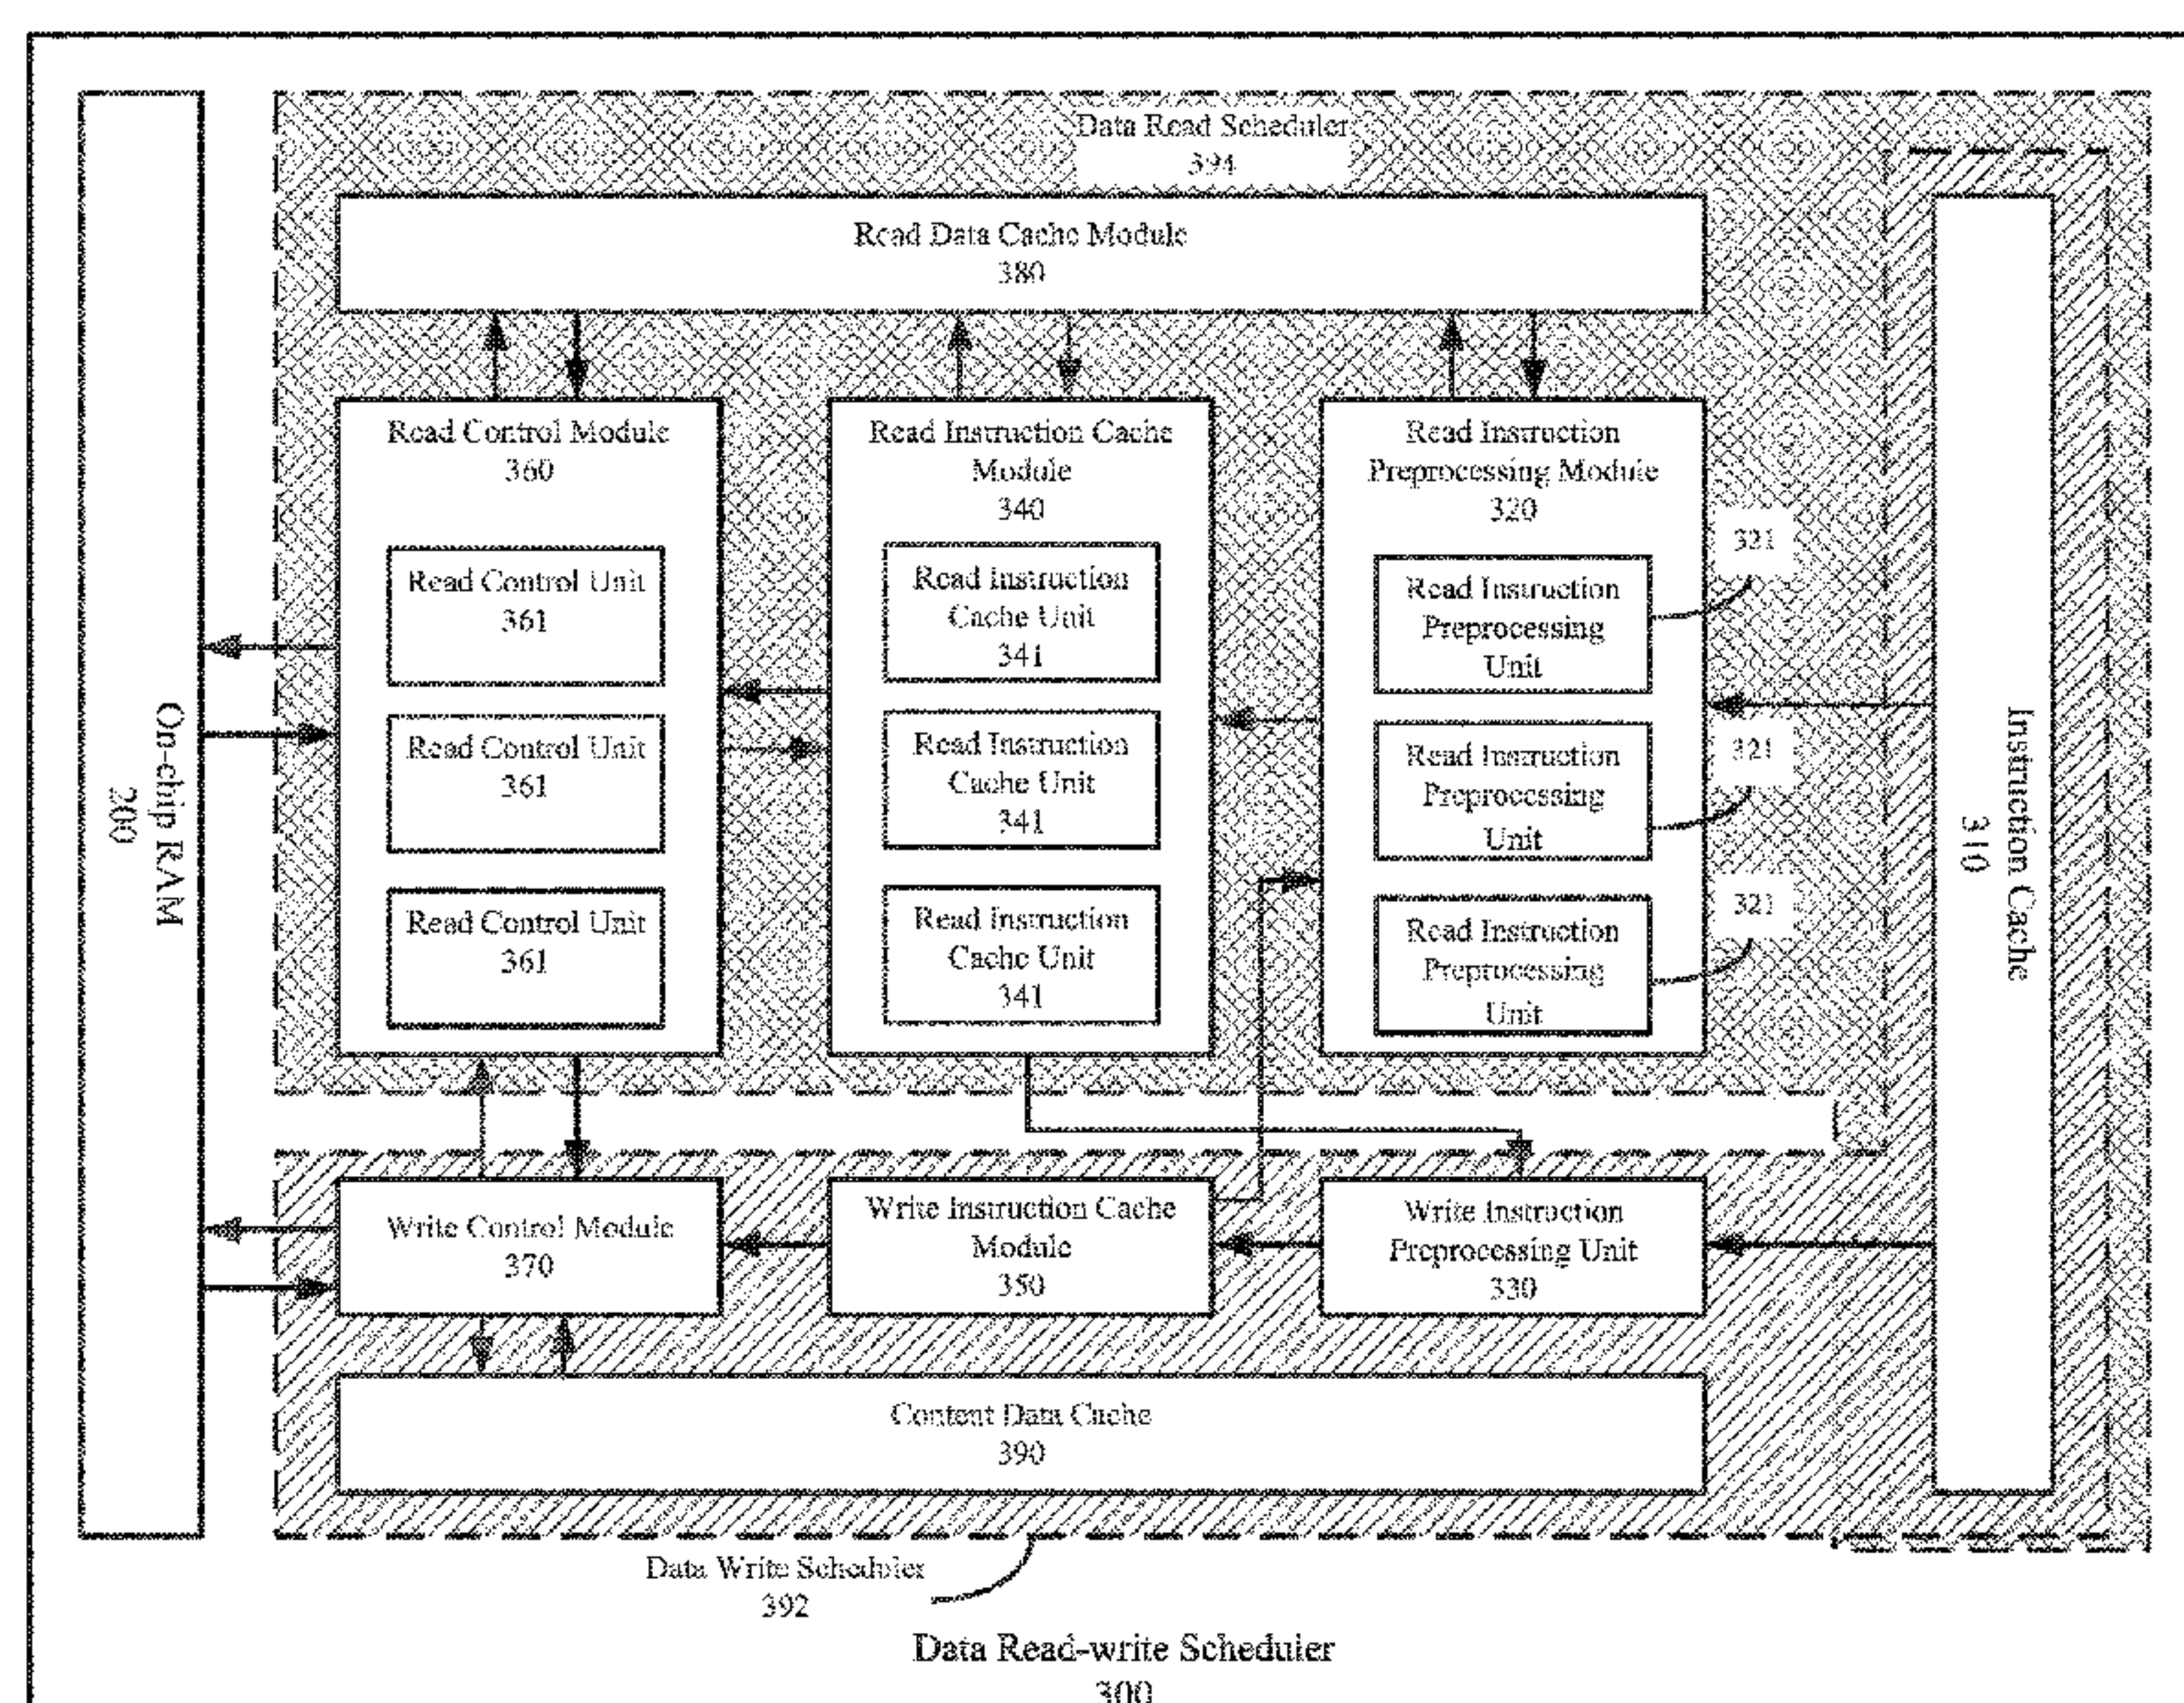 Data Read Scheduler
394
Read Data Cache Module
380
Read Control Module
360
Read Control Unit
361
Read Control Unit
361
Read Control Unit
361
Read Instruction Cache
Module
340
Read Instruction
Cache Unit
341
Read Instruction
Cache Unit
341
Read Instruction
Cache Unit
341
Read Instruction
Preprocessing Module
320
321
Read Instruction
Preprocessing
Unit
321
Read Instruction
Preprocessing
Unit
321
Read Instruction
Preprocessing
Unit
On-chip RAM
200
Instruction Cache
310
Write Control Module
370
Write Instruction Cache
Module
350
Write Instruction
Preprocessing Unit
330
Content Data Cache
390
Data Write Scheduler
392
Data Read-write Scheduler
300